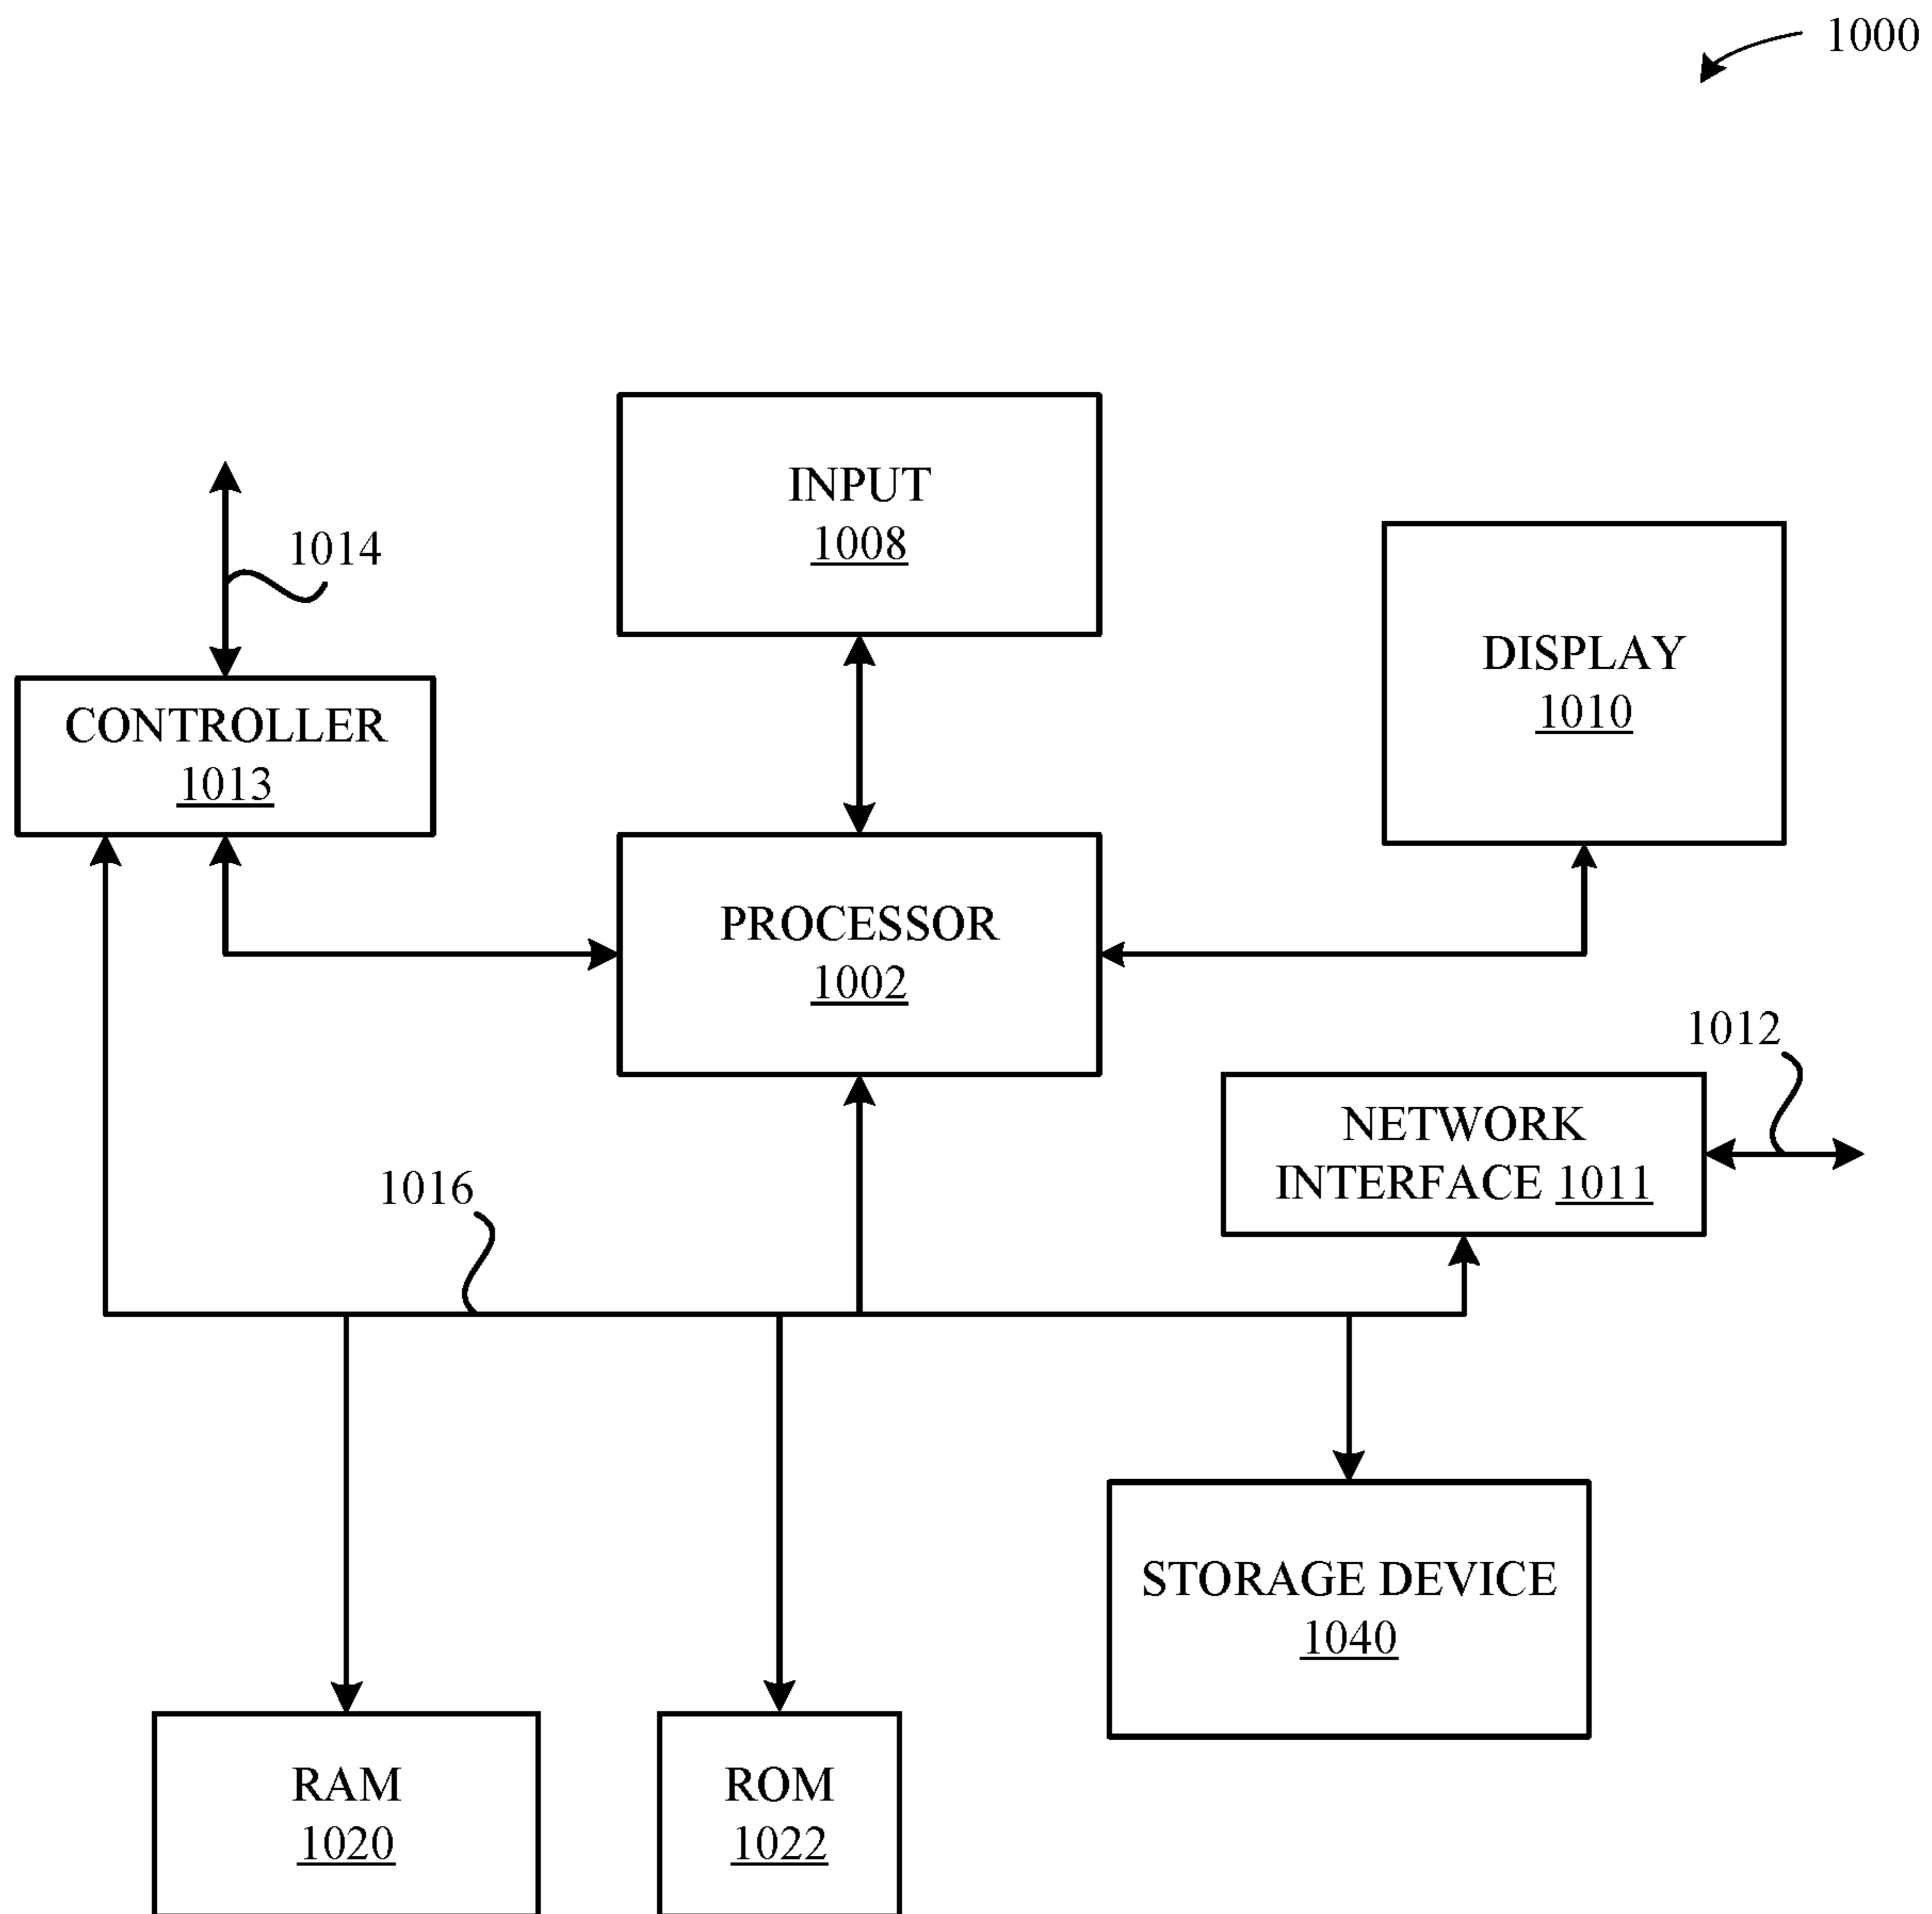 1000
INPUT
1008
1014
DISPLAY
1010
CONTROLLER
1013
PROCESSOR
1002
1012
NETWORK
INTERFACE 1011
1016
STORAGE DEVICE
1040
RAM
1020
ROM
1022